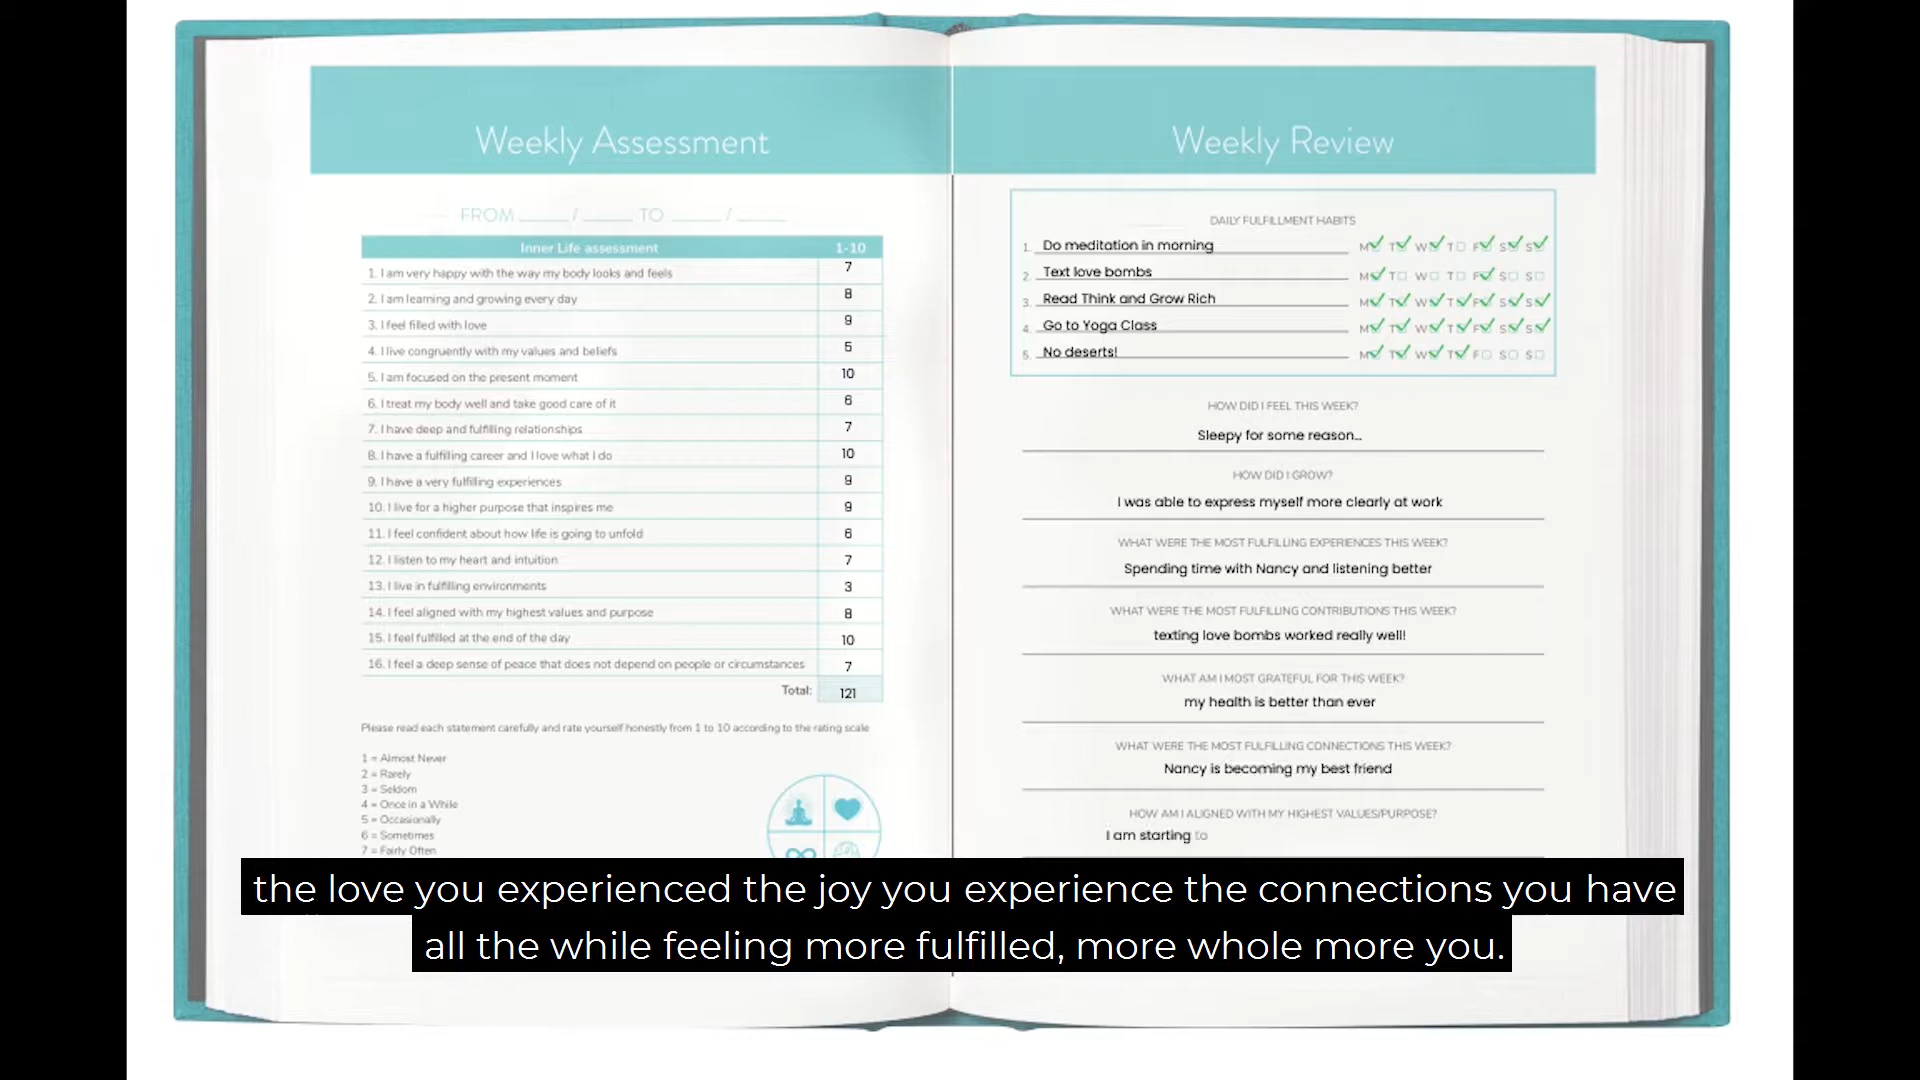 Weekly Assessment
FROM ______ / ______ TO ______ / ______
Inner Life assessment 1-10
1. I am very happy with the way my body looks and feels 7
2. I am learning and growing every day 8
3. I feel filled with love 9
4. I live congruently with my values and beliefs 5
5. I am focused on the present moment 10
6. I treat my body well and take good care of it 6
7. I have deep and fulfilling relationships 7
8. I have a fulfilling career and I love what I do 10
9. I have a very fulfilling experiences 9
10. I live for a higher purpose that inspires me 9
11. I feel confident about how life is going to unfold 6
12. I listen to my heart and intuition 7
13. I live in fulfilling environments 3
14. I feel aligned with my highest values and purpose 8
15. I feel fulfilled at the end of the day 10
16. I feel a deep sense of peace that does not depend on people or circumstances 7
Total: 121
Please read each statement carefully and rate yourself honestly from 1 to 10 according to the rating scale
1 = Almost Never
2 = Rarely
3 = Seldom
4 = Once in a While
5 = Occasionally
6 = Sometimes
7 = Fairly Often
Weekly Review
DAILY FULFILLMENT HABITS
1. Do meditation in morning M T W T F S S
2. Text love bombs M T W T F S S
3. Read Think and Grow Rich M T W T F S S
4. Go to Yoga Class M T W T F S S
5. No deserts! M T W T F S S
HOW DID I FEEL THIS WEEK?
Sleepy for some reason...
HOW DID I GROW?
I was able to express myself more clearly at work
WHAT WERE THE MOST FULFILLING EXPERIENCES THIS WEEK?
Spending time with Nancy and listening better
WHAT WERE THE MOST FULFILLING CONTRIBUTIONS THIS WEEK?
texting love bombs worked really well!
WHAT AM I MOST GRATEFUL FOR THIS WEEK?
my health is better than ever
WHAT WERE THE MOST FULFILLING CONNECTIONS THIS WEEK?
Nancy is becoming my best friend
HOW AM I ALIGNED WITH MY HIGHEST VALUES/PURPOSE?
I am starting to
the love you experienced the joy you experience the connections you have
all the while feeling more fulfilled, more whole more you.